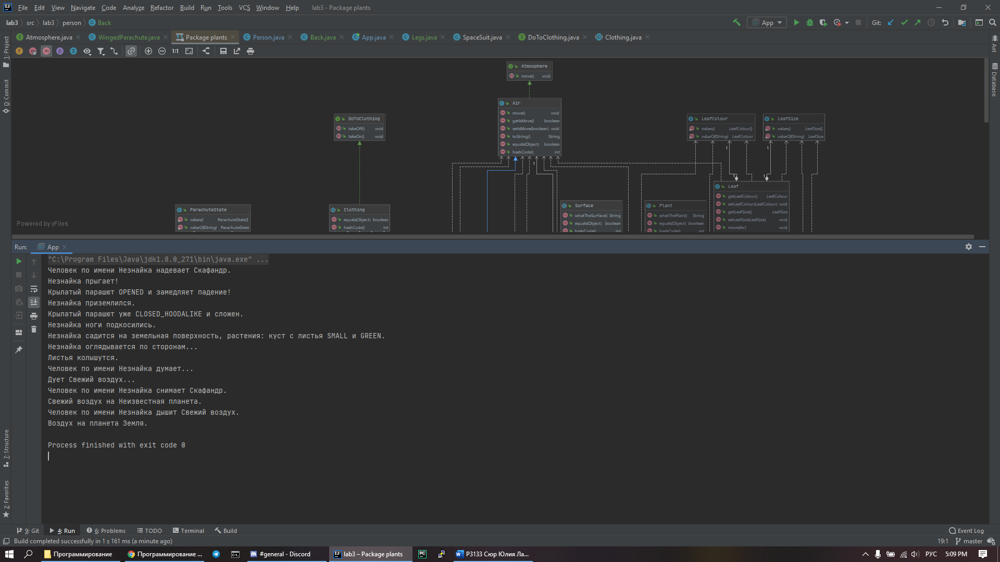 File Edit View Navigate Code Analyze Refactor Build Run Tools VCS Window Help lab3 - Package plants
lab3 src lab3 person Back App Git:
Atmosphere.java WingedParachute.java Package plants Person.java Back.java App.java Legs.java SpaceSuit.java DoToClothing.java Clothing.java
1: Project
0: Commit
7: Structure
2: Favorites
Ant
Database
1:1
Atmosphere
move() void
Air
move() void
getIsMove() boolean
setIsMove(boolean) void
toString() String
equals(Object) boolean
hashCode() int
DoToClothing
takeOff() void
takeOn() void
LeafColour
values() LeafColour[]
valueOf(String) LeafColour
LeafSize
values() LeafSize[]
valueOf(String) LeafSize
1
1
1
1
1
Leaf
getLeafColour() LeafColour
setLeafColour(LeafColour) void
getLeafSize() LeafSize
setLeafSize(LeafSize) void
move(Air) void
ParachuteState
values() ParachuteState[]
valueOf(String) ParachuteState
Clothing
equals(Object) boolean
hashCode() int
Surface
whatTheSurface() String
equals(Object) boolean
hashCode() int
Plant
whatThePlant() String
equals(Object) boolean
hashCode() int
Powered by yFiles
Run: App
"C:\Program Files\Java\jdk1.8.0_271\bin\java.exe" ...
Человек по имени Незнайка надевает Скафандр.
Незнайка прыгает!
Крылатый парашют OPENED и замедляет падение!
Незнайка приземлился.
Крылатый парашют уже CLOSED_HOODALIKE и сложен.
Незнайка ноги подкосились.
Незнайка садится на земельная поверхность, растения: куст с листья SMALL и GREEN.
Незнайка оглядывается по сторонам...
Листья колышутся.
Человек по имени Незнайка думает...
Дует Свежий воздух...
Человек по имени Незнайка снимает Скафандр.
Свежий воздух на Неизвестная планета.
Человек по имени Незнайка дышит Свежий воздух.
Воздух на планета Земля.
Process finished with exit code 0
9: Git 4: Run 6: Problems TODO Terminal Build Event Log
Build completed successfully in 1 s 161 ms (a minute ago) 19:1 master
Программирование Программирование ... #general - Discord lab3 – Package plants P3133 Сюр Юлия Ла... РУС 5:09 PM